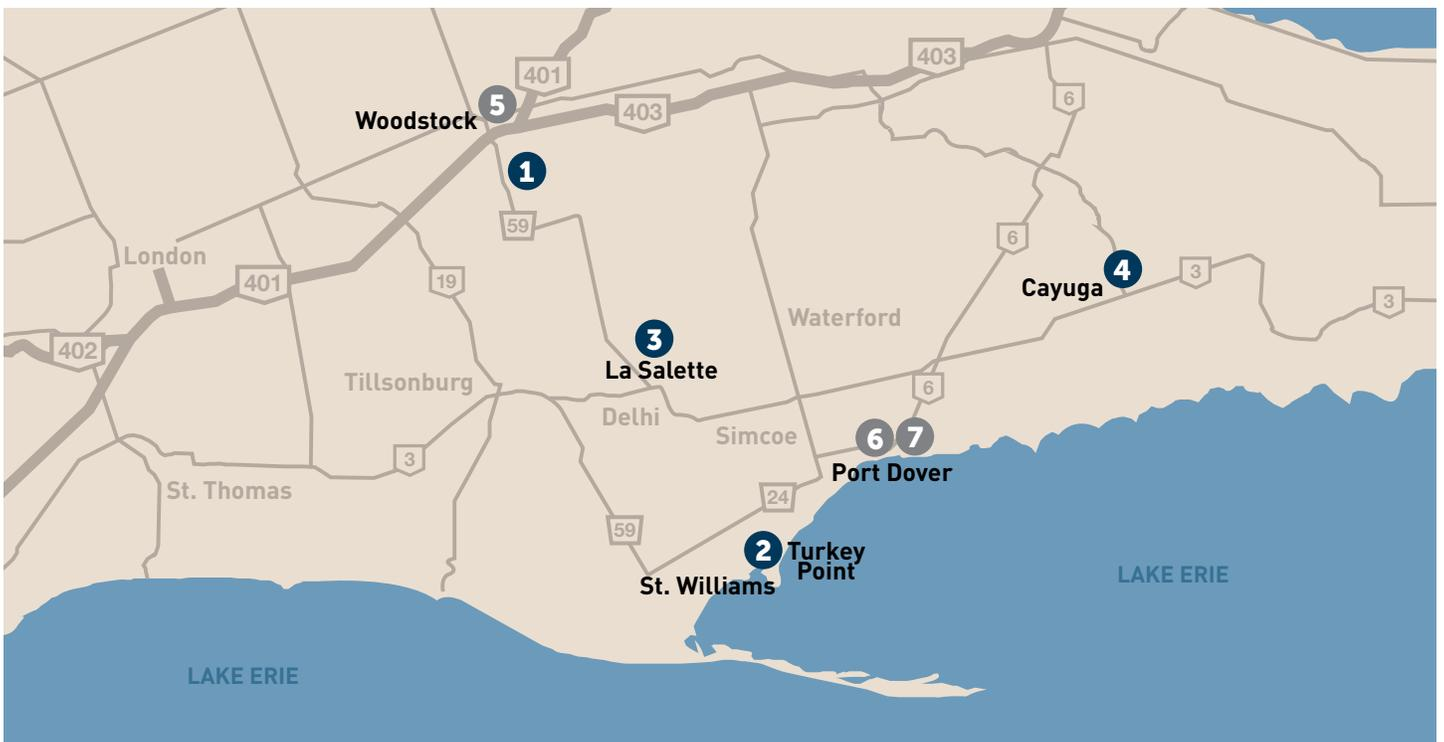 403
401
6
5
403
Woodstock
1
59
6
London
4
3
401
19
Cayuga
3
Waterford
3
402
La Salette
Tillsonburg
6
Delhi
Simcoe
6
7
3
Port Dover
St. Thomas
24
59
2
Turkey
Point
St. Williams
LAKE ERIE
LAKE ERIE